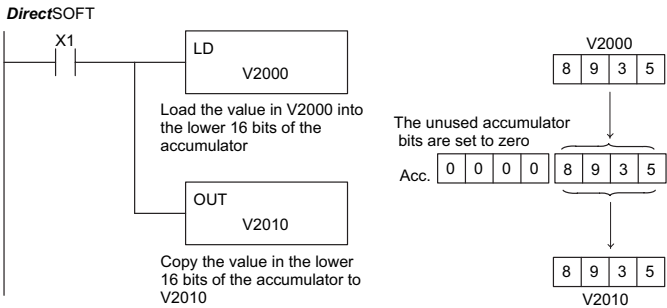 DirectSOFT
X1
LD
V2000
Load the value in V2000 into
the lower 16 bits of the
accumulator
OUT
V2010
Copy the value in the lower
16 bits of the accumulator to
V2010
V2000
8 9 3 5
The unused accumulator
bits are set to zero
Acc. 0 0 0 0 8 9 3 5
8 9 3 5
V2010